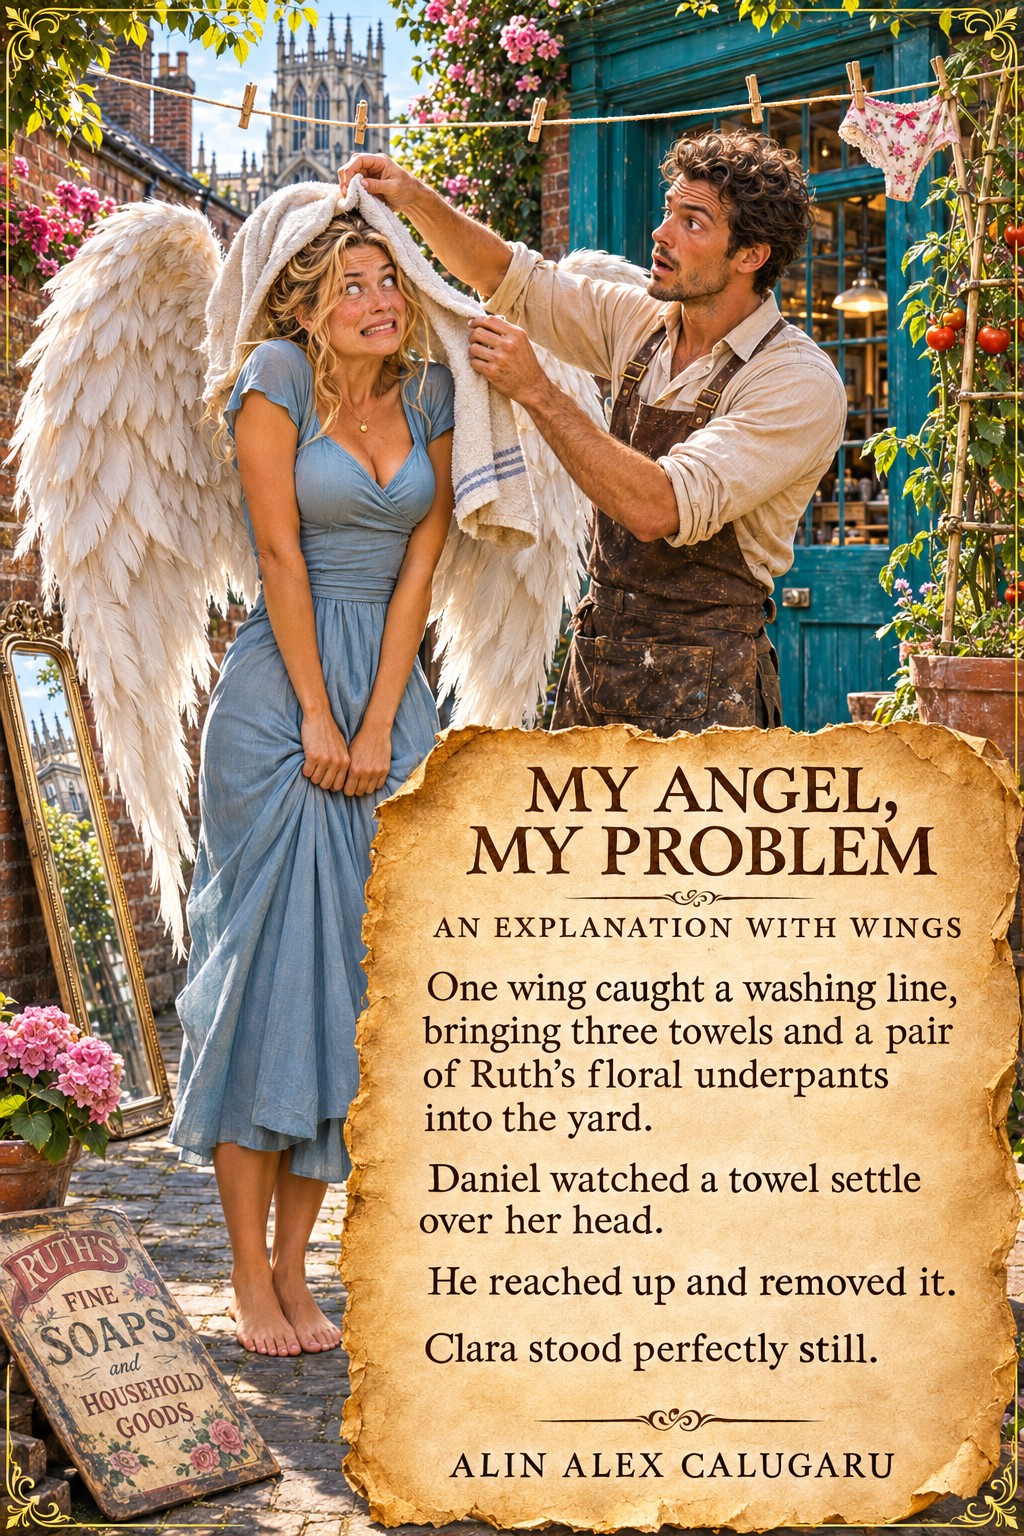 MY ANGEL,
MY PROBLEM
AN EXPLANATION WITH WINGS
One wing caught a washing line,
bringing three towels and a pair
of Ruth's floral underpants
into the yard.
Daniel watched a towel settle
over her head.
He reached up and removed it.
Clara stood perfectly still.
ALIN ALEX CALUGARU
RUTH'S
FINE
SOAPS
and
HOUSEHOLD
GOODS